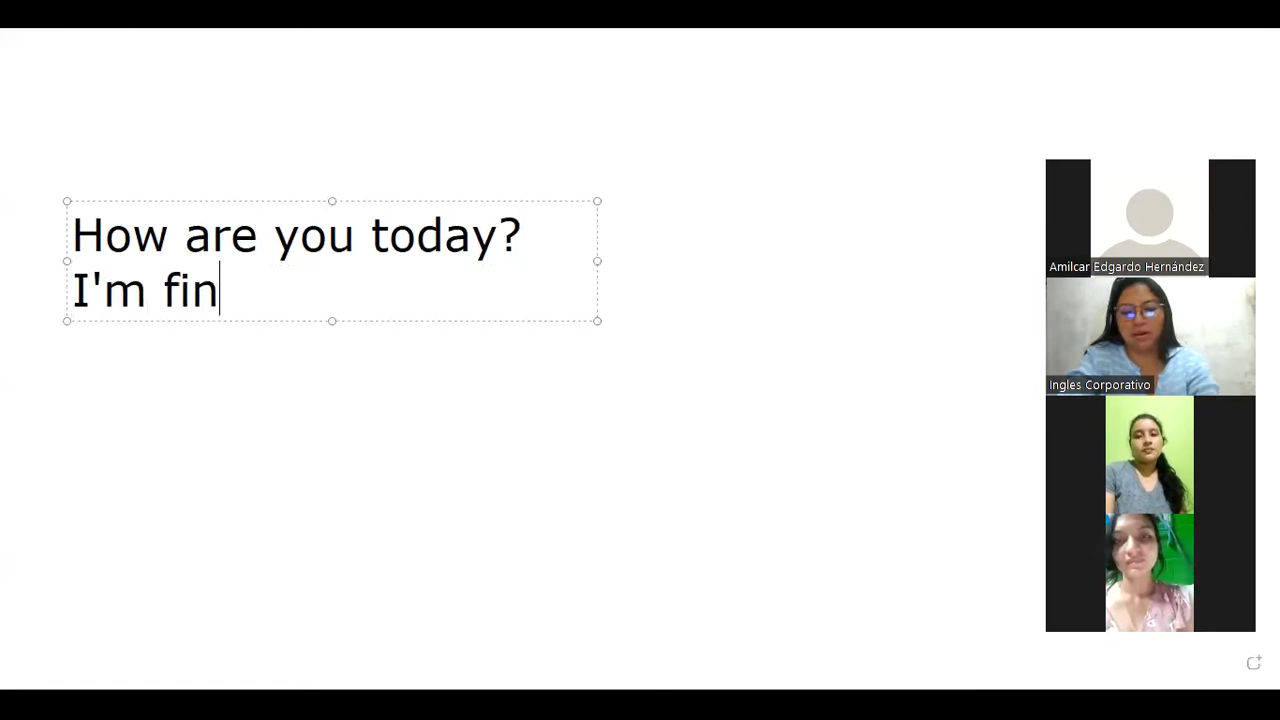 How are you today?
I'm fin
Amilcar Edgardo Hernández
Ingles Corporativo